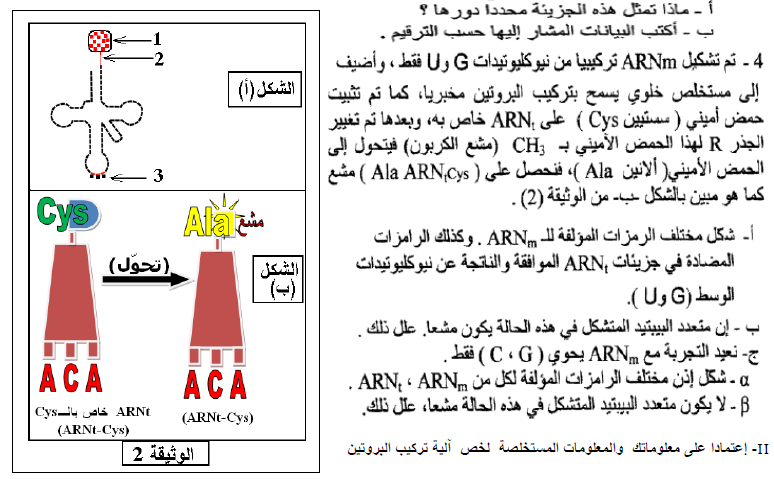 أ - ماذا تمثل هذه الجزيئة محددا دورها ؟
ب - أكتب البيانات المشار إليها حسب الترقيم .
4 - تم تشكيل ARNm تركيبيا من نيوكليوتيدات G و U فقط ، وأضيف
إلى مستخلص خلوي يسمح بتركيب البروتين مخبريا، كما تم تثبيت
حمض أميني ( سستيين Cys ) على ARNt خاص به، وبعدها تم تغيير
الجذر R لهذا الحمض الأميني بـ CH3 (مشع الكربون) فيتحول إلى
الحمض الأميني( ألانين Ala )، فنحصل على ( Ala ARNtCys ) مشع
كما هو مبين بالشكل -ب- من الوثيقة (2) .
أ- شكل مختلف الرمزات المؤلفة للـ ARNm . وكذلك الرامزات
المضادة في جزيئات ARNt الموافقة والناتجة عن نيوكليوتيدات
الوسط (G و U ).
ب - إن متعدد الببتيد المتشكل في هذه الحالة يكون مشعا. علل ذلك .
ج- نعيد التجربة مع ARNm يحوي ( C ، G ) فقط .
α ـ شكل إذن مختلف الرامزات المؤلفة لكل من ARNt ، ARNm .
β - لا يكون متعدد الببتيد المتشكل في هذه الحالة مشعا، علل ذلك.
II- إعتمادا على معلوماتك والمعلومات المستخلصة لخص آلية تركيب البروتين
1
2
الشكل(أ)
3
Cys
Ala مشع
(تحوّل)
الشكل
(ب)
A C A
A C A
ARNt خاص بالـCys
(ARNt-Cys)
(ARNt-Cys)
الوثيقة 2